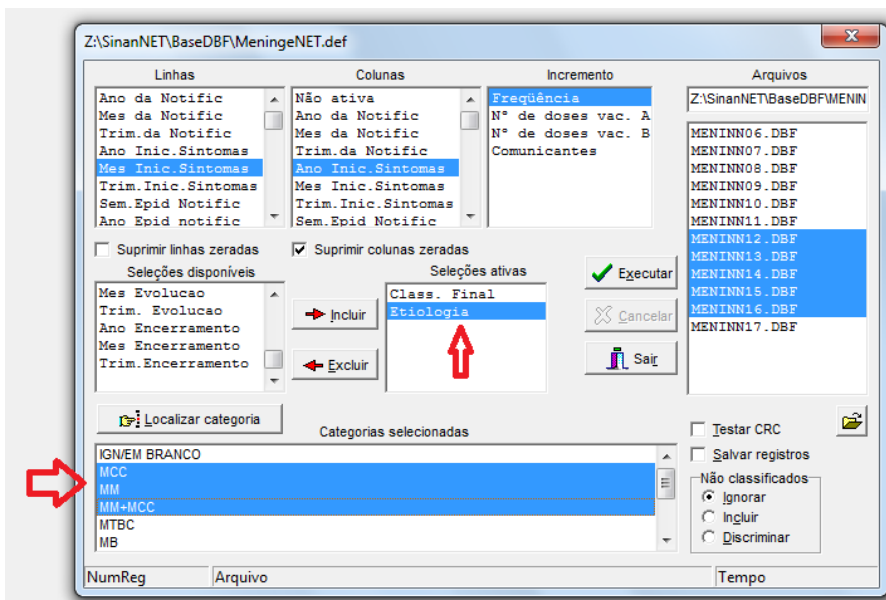 Z:\SinanNET\BaseDBF\MeningeNET.def
x
Linhas
Colunas
Incremento
Arquivos
Ano da Notific
Mes da Notific
Trim.da Notific
Ano Inic.Sintomas
Mes Inic.Sintomas
Trim.Inic.Sintomas
Sem.Epid Notific
Ano Epid notific
Não ativa
Ano da Notific
Mes da Notific
Trim.da Notific
Ano Inic.Sintomas
Mes Inic.Sintomas
Trim.Inic.Sintomas
Sem.Epid Notific
Freqüência
Nº de doses vac. A
Nº de doses vac. B
Comunicantes
Z:\SinanNET\BaseDBF\MENIN
MENINN06.DBF
MENINN07.DBF
MENINN08.DBF
MENINN09.DBF
MENINN10.DBF
MENINN11.DBF
MENINN12.DBF
MENINN13.DBF
MENINN14.DBF
MENINN15.DBF
MENINN16.DBF
MENINN17.DBF
Suprimir linhas zeradas
Suprimir colunas zeradas
Seleções disponíveis
Mes Evolucao
Trim. Evolucao
Ano Encerramento
Mes Encerramento
Trim.Encerramento
Incluir
Excluir
Seleções ativas
Class. Final
Etiologia
Executar
Cancelar
Sair
Localizar categoria
Categorias selecionadas
IGN/EM BRANCO
MCC
MM
MM+MCC
MTBC
MB
Testar CRC
Salvar registros
Não classificados
Ignorar
Incluir
Discriminar
NumReg
Arquivo
Tempo